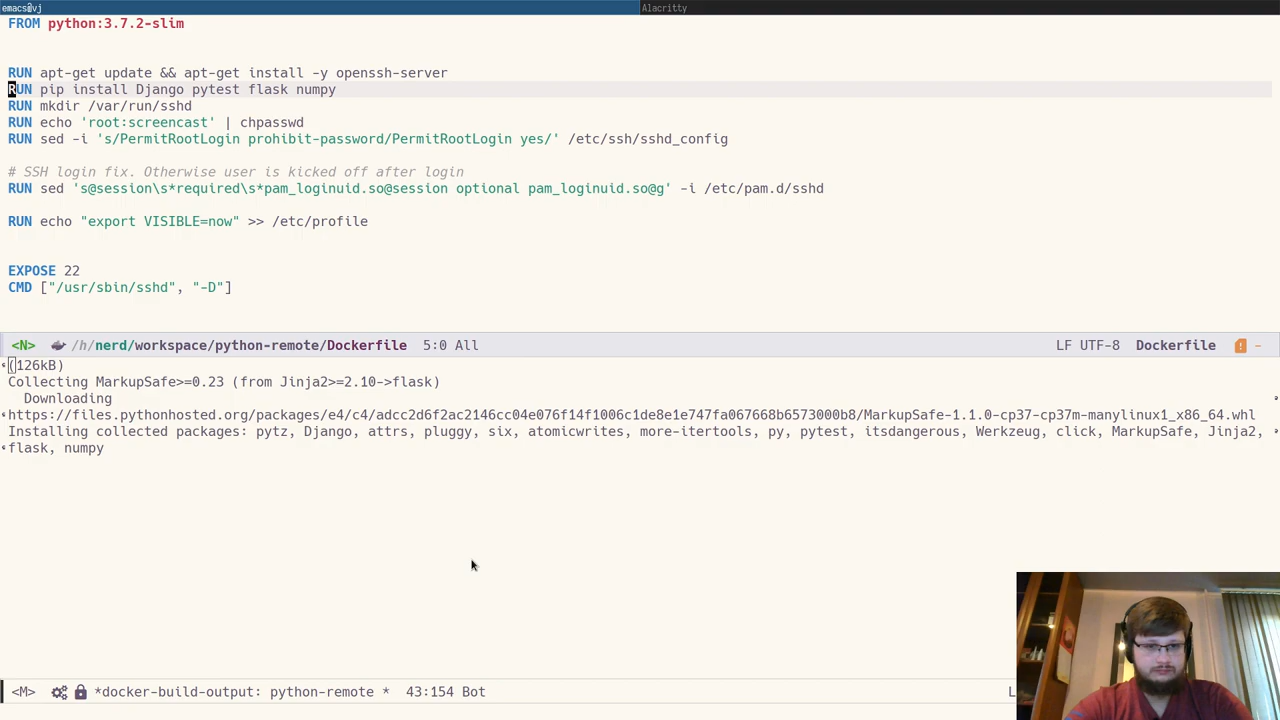 emacs@vj
Alacritty
FROM python:3.7.2-slim
RUN apt-get update && apt-get install -y openssh-server
RUN pip install Django pytest flask numpy
RUN mkdir /var/run/sshd
RUN echo 'root:screencast' | chpasswd
RUN sed -i 's/PermitRootLogin prohibit-password/PermitRootLogin yes/' /etc/ssh/sshd_config
# SSH login fix. Otherwise user is kicked off after login
RUN sed 's@session\s*required\s*pam_loginuid.so@session optional pam_loginuid.so@g' -i /etc/pam.d/sshd
RUN echo "export VISIBLE=now" >> /etc/profile
EXPOSE 22
CMD ["/usr/sbin/sshd", "-D"]
<N> /h/nerd/workspace/python-remote/Dockerfile 5:0 All LF UTF-8 Dockerfile
(126kB)
Collecting MarkupSafe>=0.23 (from Jinja2>=2.10->flask)
Downloading
https://files.pythonhosted.org/packages/e4/c4/adcc2d6f2ac2146cc04e076f14f1006c1de8e1e747fa067668b6573000b8/MarkupSafe-1.1.0-cp37-cp37m-manylinux1_x86_64.whl
Installing collected packages: pytz, Django, attrs, pluggy, six, atomicwrites, more-itertools, py, pytest, itsdangerous, Werkzeug, click, MarkupSafe, Jinja2,
flask, numpy
<M> *docker-build-output: python-remote * 43:154 Bot L